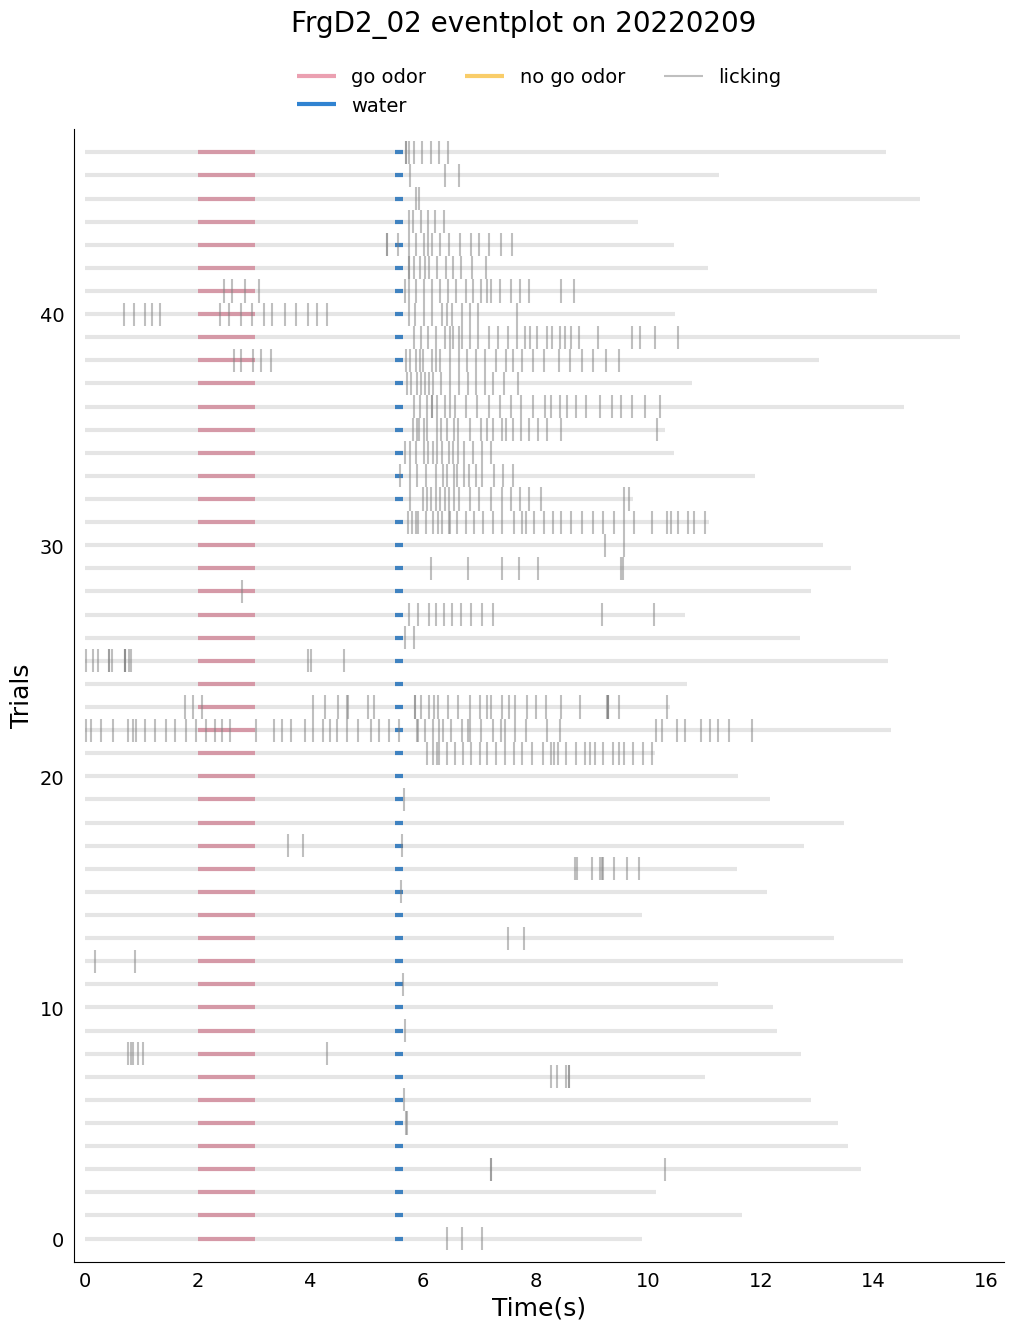 FrgD2_02 eventplot on 20220209
go odor
no go odor
licking
water
Trials
40
30
20
10
0
0 2 4 6 8 10 12 14 16
Time(s)